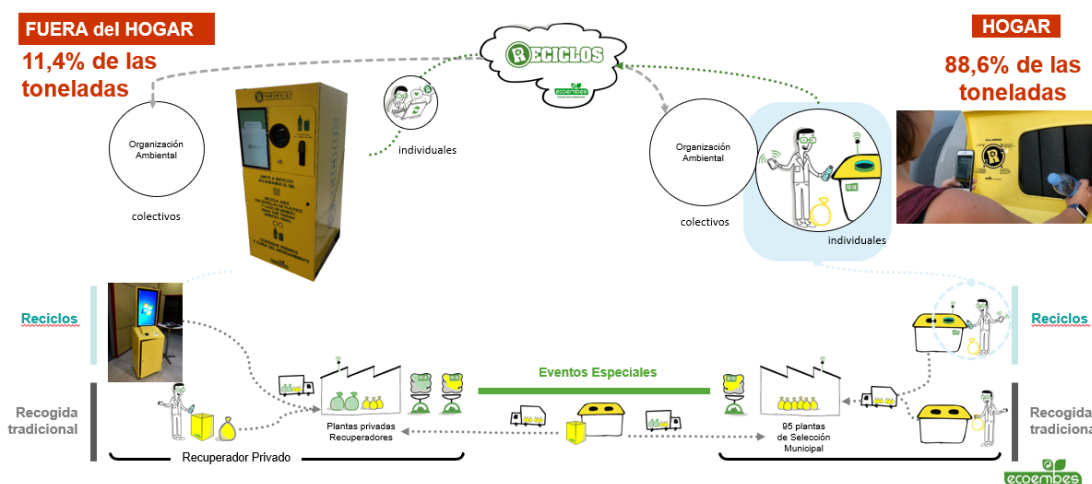 FUERA del HOGAR
11,4% de las
toneladas
RECICLOS
ecoembes
HOGAR
88,6% de las
toneladas
Organización
Ambiental
colectivos
RECICLOS
individuales
Organización
Ambiental
colectivos
individuales
Reciclos
Recogida
tradicional
Plantas privadas
Recuperadores
Recuperador Privado
Eventos Especiales
95 plantas
de Selección
Municipal
Reciclos
Recogida
tradicional
ecoembes